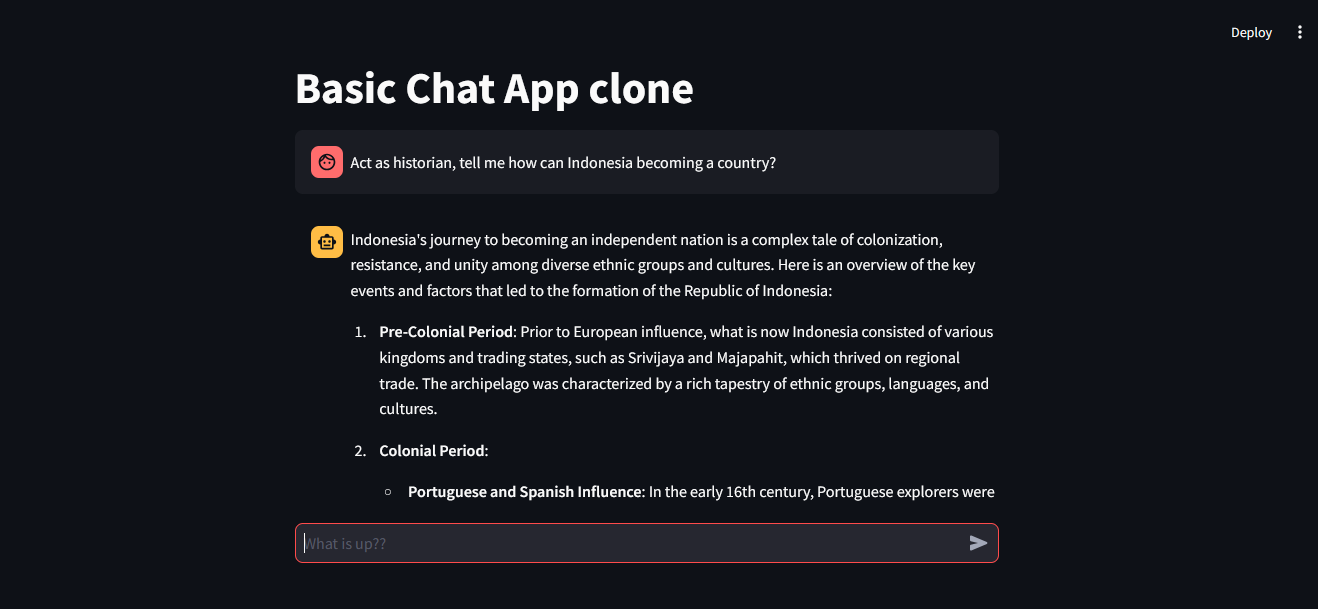 Deploy
Basic Chat App clone
Act as historian, tell me how can Indonesia becoming a country?
Indonesia's journey to becoming an independent nation is a complex tale of colonization,
resistance, and unity among diverse ethnic groups and cultures. Here is an overview of the key
events and factors that led to the formation of the Republic of Indonesia:
1. Pre-Colonial Period: Prior to European influence, what is now Indonesia consisted of various
kingdoms and trading states, such as Srivijaya and Majapahit, which thrived on regional
trade. The archipelago was characterized by a rich tapestry of ethnic groups, languages, and
cultures.
2. Colonial Period:
Portuguese and Spanish Influence: In the early 16th century, Portuguese explorers were
What is up??